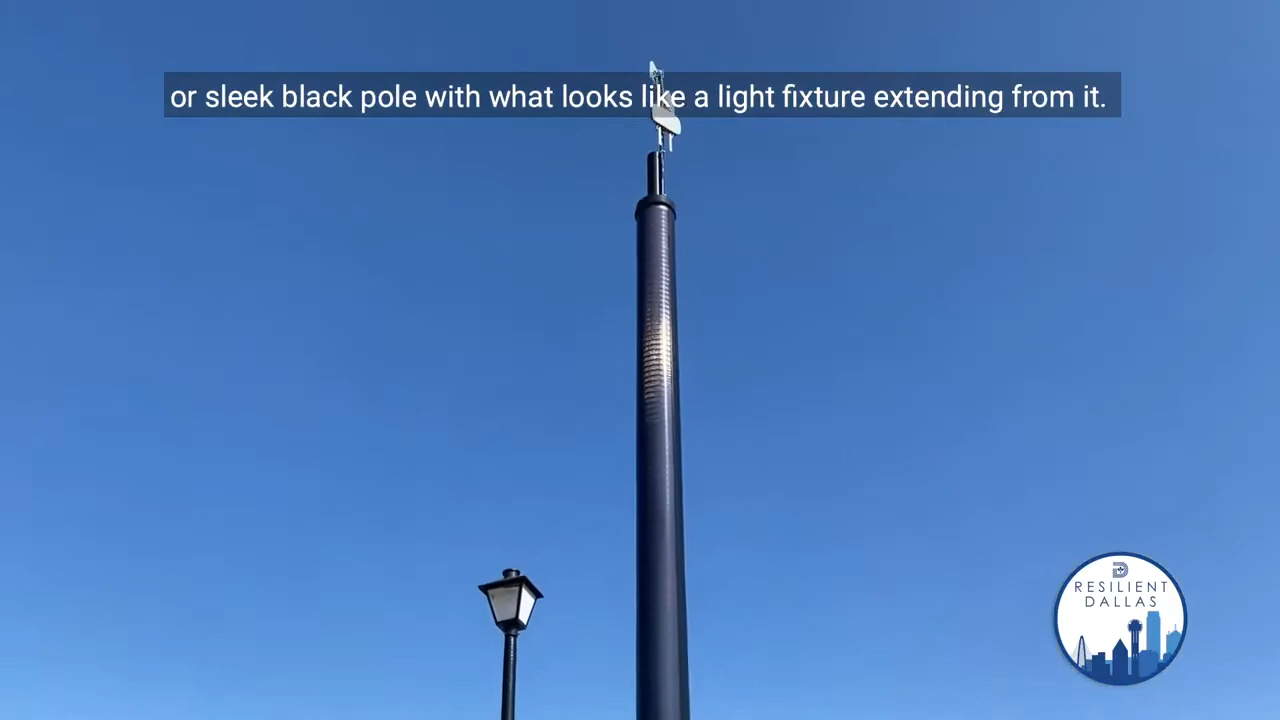 or sleek black pole with what looks like a light fixture extending from it.
RESILIENT
DALLAS